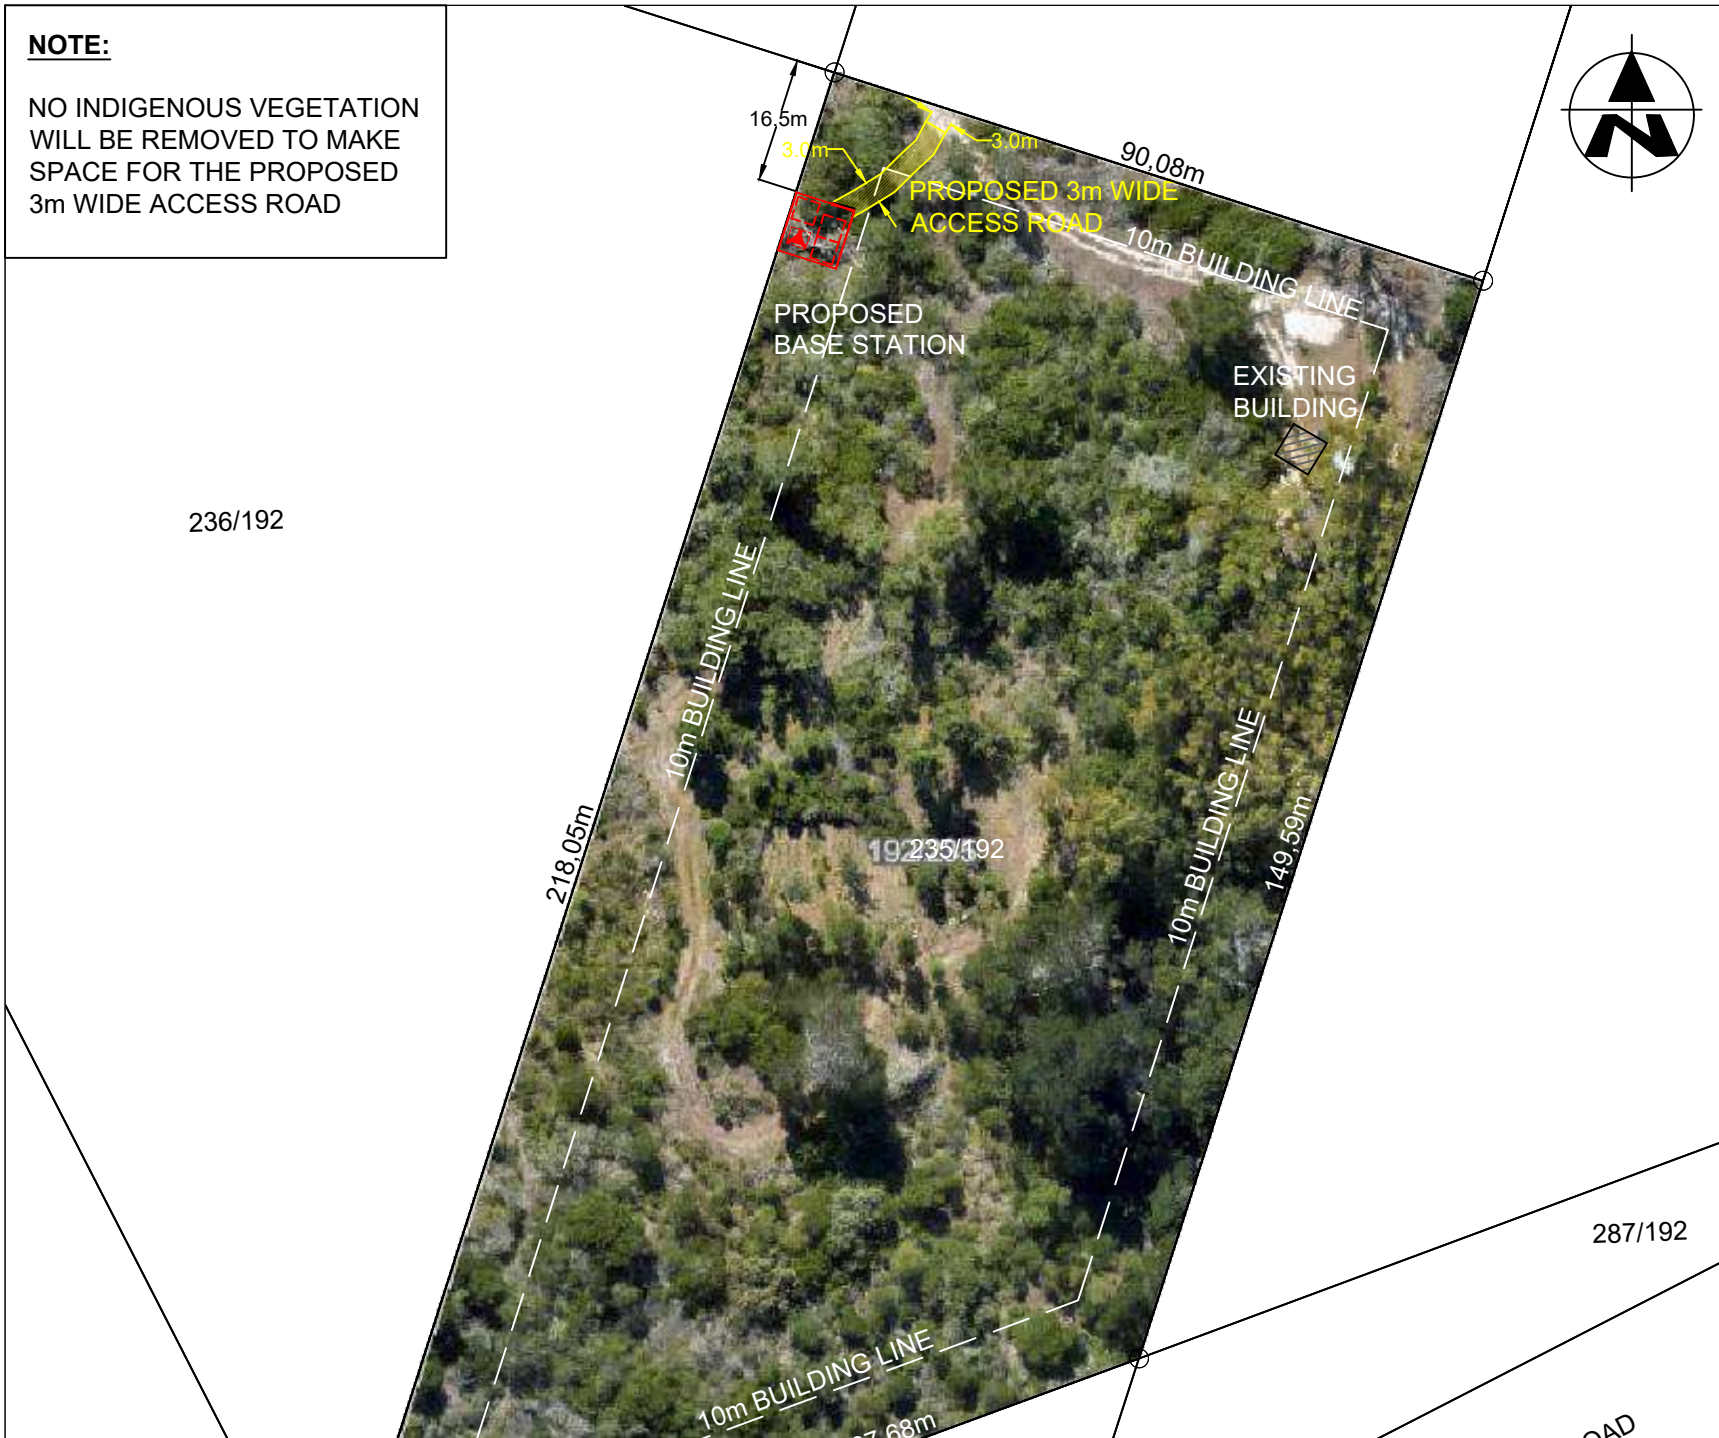 NOTE:
NO INDIGENOUS VEGETATION
WILL BE REMOVED TO MAKE
SPACE FOR THE PROPOSED
3m WIDE ACCESS ROAD
16,5m
3.0m
3.0m
90,08m
PROPOSED 3m WIDE
ACCESS ROAD
10m BUILDING LINE
PROPOSED
BASE STATION
EXISTING
BUILDING
236/192
10m BUILDING LINE
10m BUILDING LINE
218,05m
149,59m
235/192
287/192
10m BUILDING LINE
7,68m
OAD
N